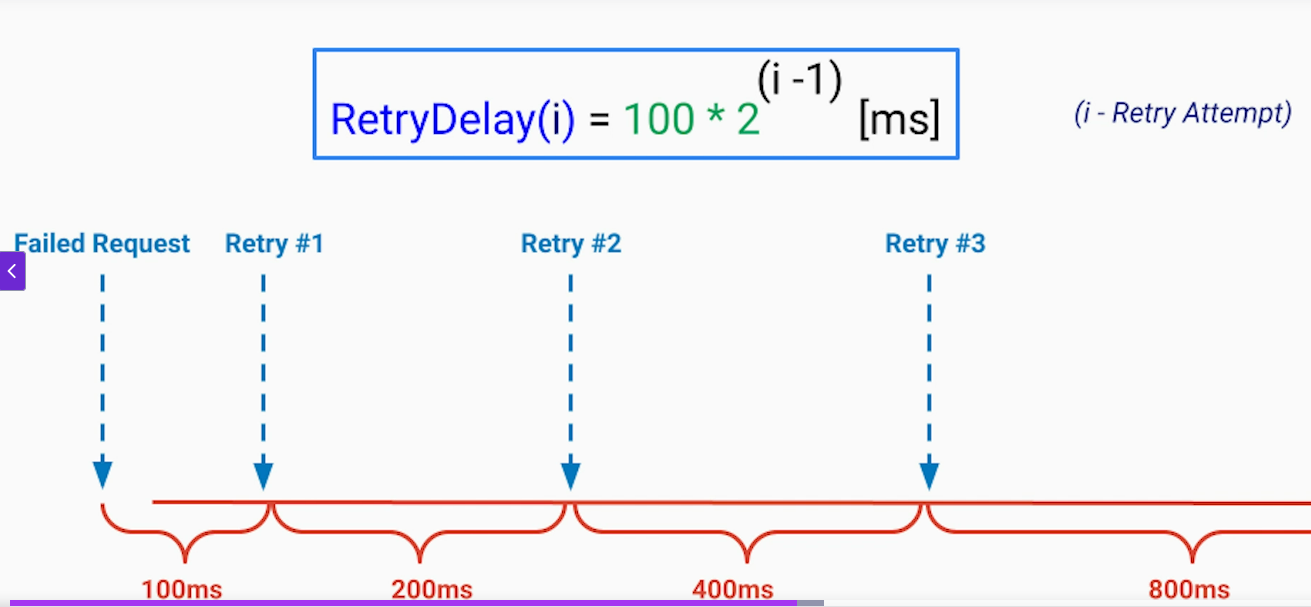 RetryDelay(i) = 100 * 2^(i -1) [ms]
(i - Retry Attempt)
Failed Request
Retry #1
Retry #2
Retry #3
100ms
200ms
400ms
800ms